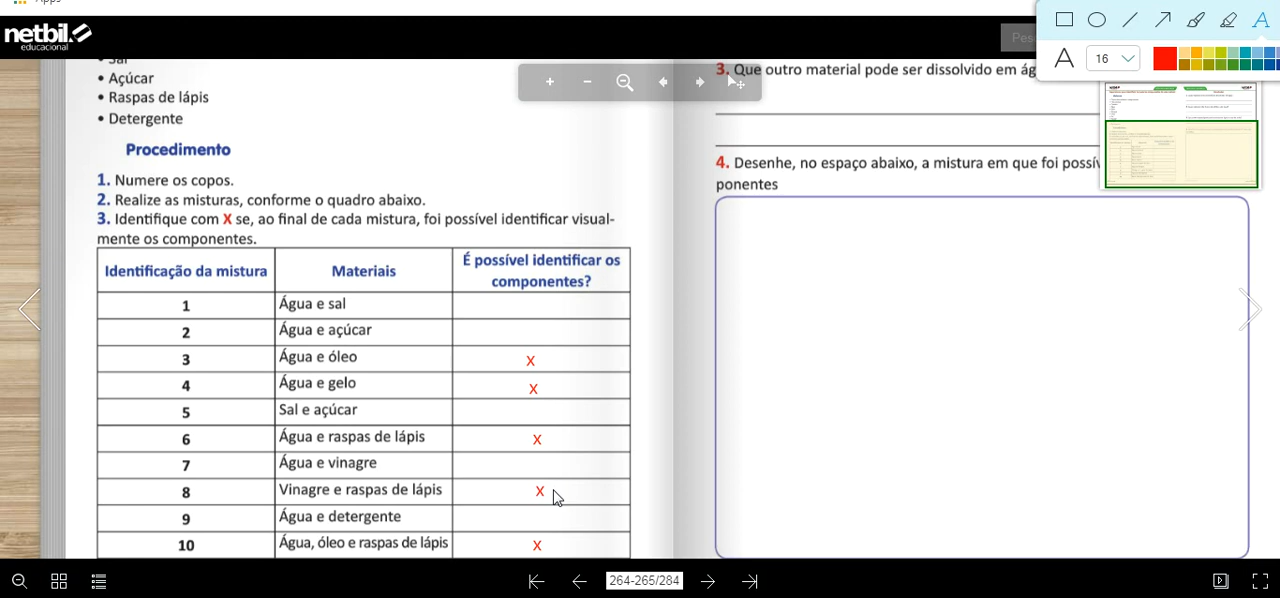 Apps
netbil
educacional
Pes
16
• Sal
• Açúcar
• Raspas de lápis
• Detergente
Procedimento
1. Numere os copos.
2. Realize as misturas, conforme o quadro abaixo.
3. Identifique com X se, ao final de cada mistura, foi possível identificar visual-
mente os componentes.
Identificação da mistura Materiais É possível identificar os componentes?
1 Água e sal
2 Água e açúcar
3 Água e óleo X
4 Água e gelo X
5 Sal e açúcar
6 Água e raspas de lápis X
7 Água e vinagre
8 Vinagre e raspas de lápis X
9 Água e detergente
10 Água, óleo e raspas de lápis X
3. Que outro material pode ser dissolvido em ág
4. Desenhe, no espaço abaixo, a mistura em que foi possív
ponentes
264-265/284